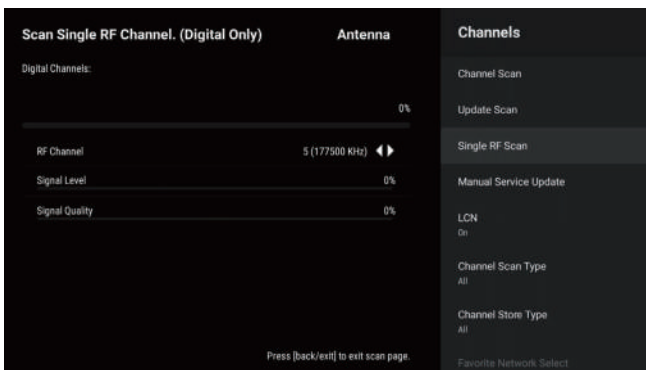 Scan Single RF Channel. (Digital Only) Antenna
Digital Channels:
0%
RF Channel 5 (177500 KHz)
Signal Level 0%
Signal Quality 0%
Press [back/exit] to exit scan page.
Channels
Channel Scan
Update Scan
Single RF Scan
Manual Service Update
LCN
On
Channel Scan Type
All
Channel Store Type
All
Favorite Network Select